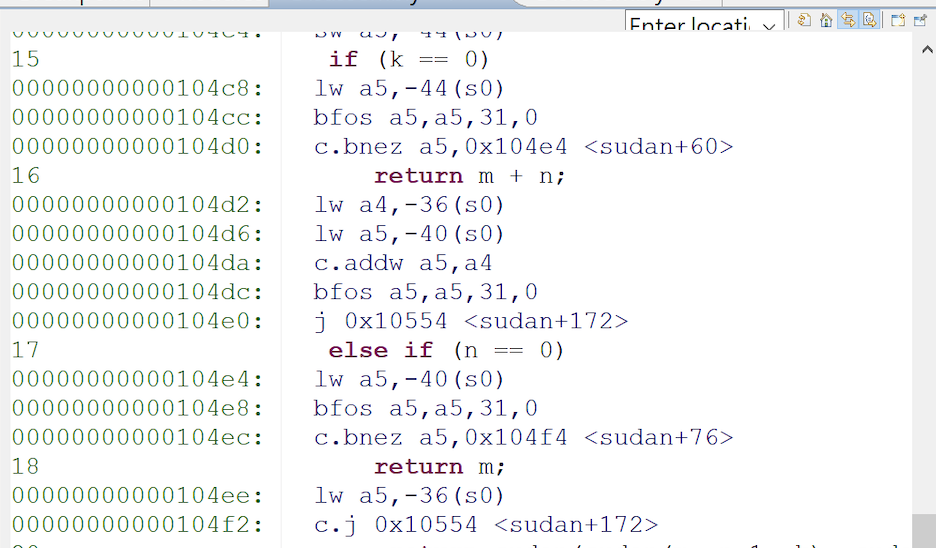 Enter locati
00000000000104c4: sw a5,-44(s0)
15 if (k == 0)
00000000000104c8: lw a5,-44(s0)
00000000000104cc: bfos a5,a5,31,0
00000000000104d0: c.bnez a5,0x104e4 <sudan+60>
16 return m + n;
00000000000104d2: lw a4,-36(s0)
00000000000104d6: lw a5,-40(s0)
00000000000104da: c.addw a5,a4
00000000000104dc: bfos a5,a5,31,0
00000000000104e0: j 0x10554 <sudan+172>
17 else if (n == 0)
00000000000104e4: lw a5,-40(s0)
00000000000104e8: bfos a5,a5,31,0
00000000000104ec: c.bnez a5,0x104f4 <sudan+76>
18 return m;
00000000000104ee: lw a5,-36(s0)
00000000000104f2: c.j 0x10554 <sudan+172>